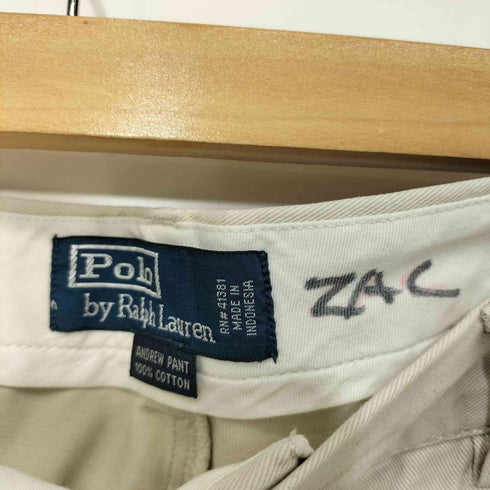 Polo
by Ralph Lauren
RN# 41381
MADE IN
INDONESIA
ANDREW PANT
100% COTTON
ZAC